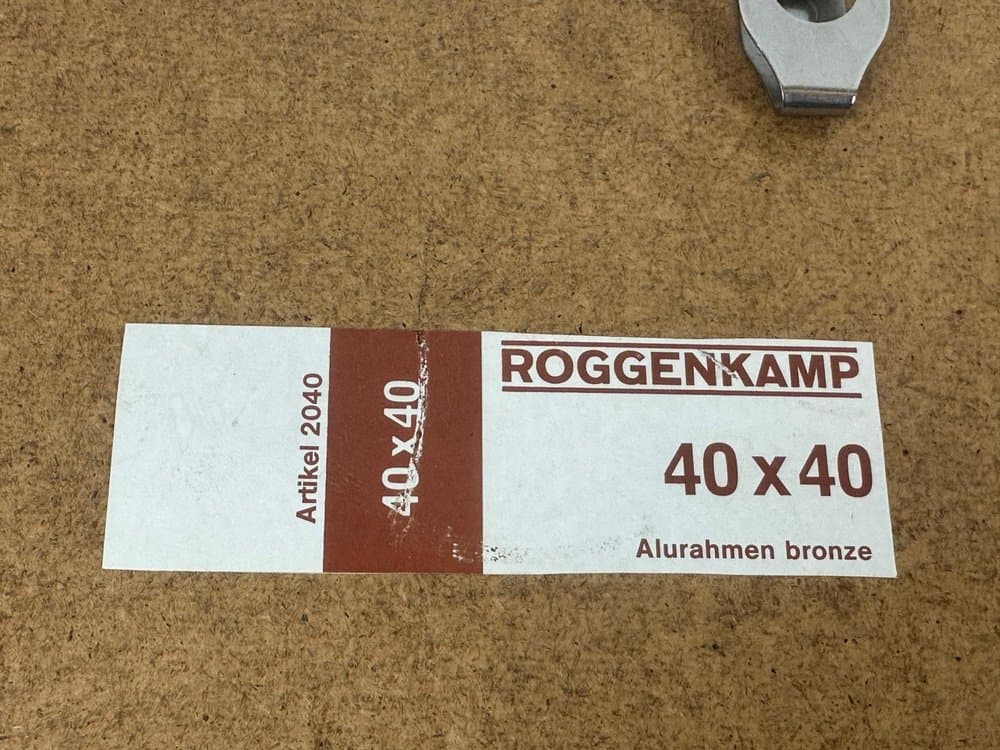 Artikel 2040
40 x 40
ROGGENKAMP
40 x 40
Alurahmen bronze